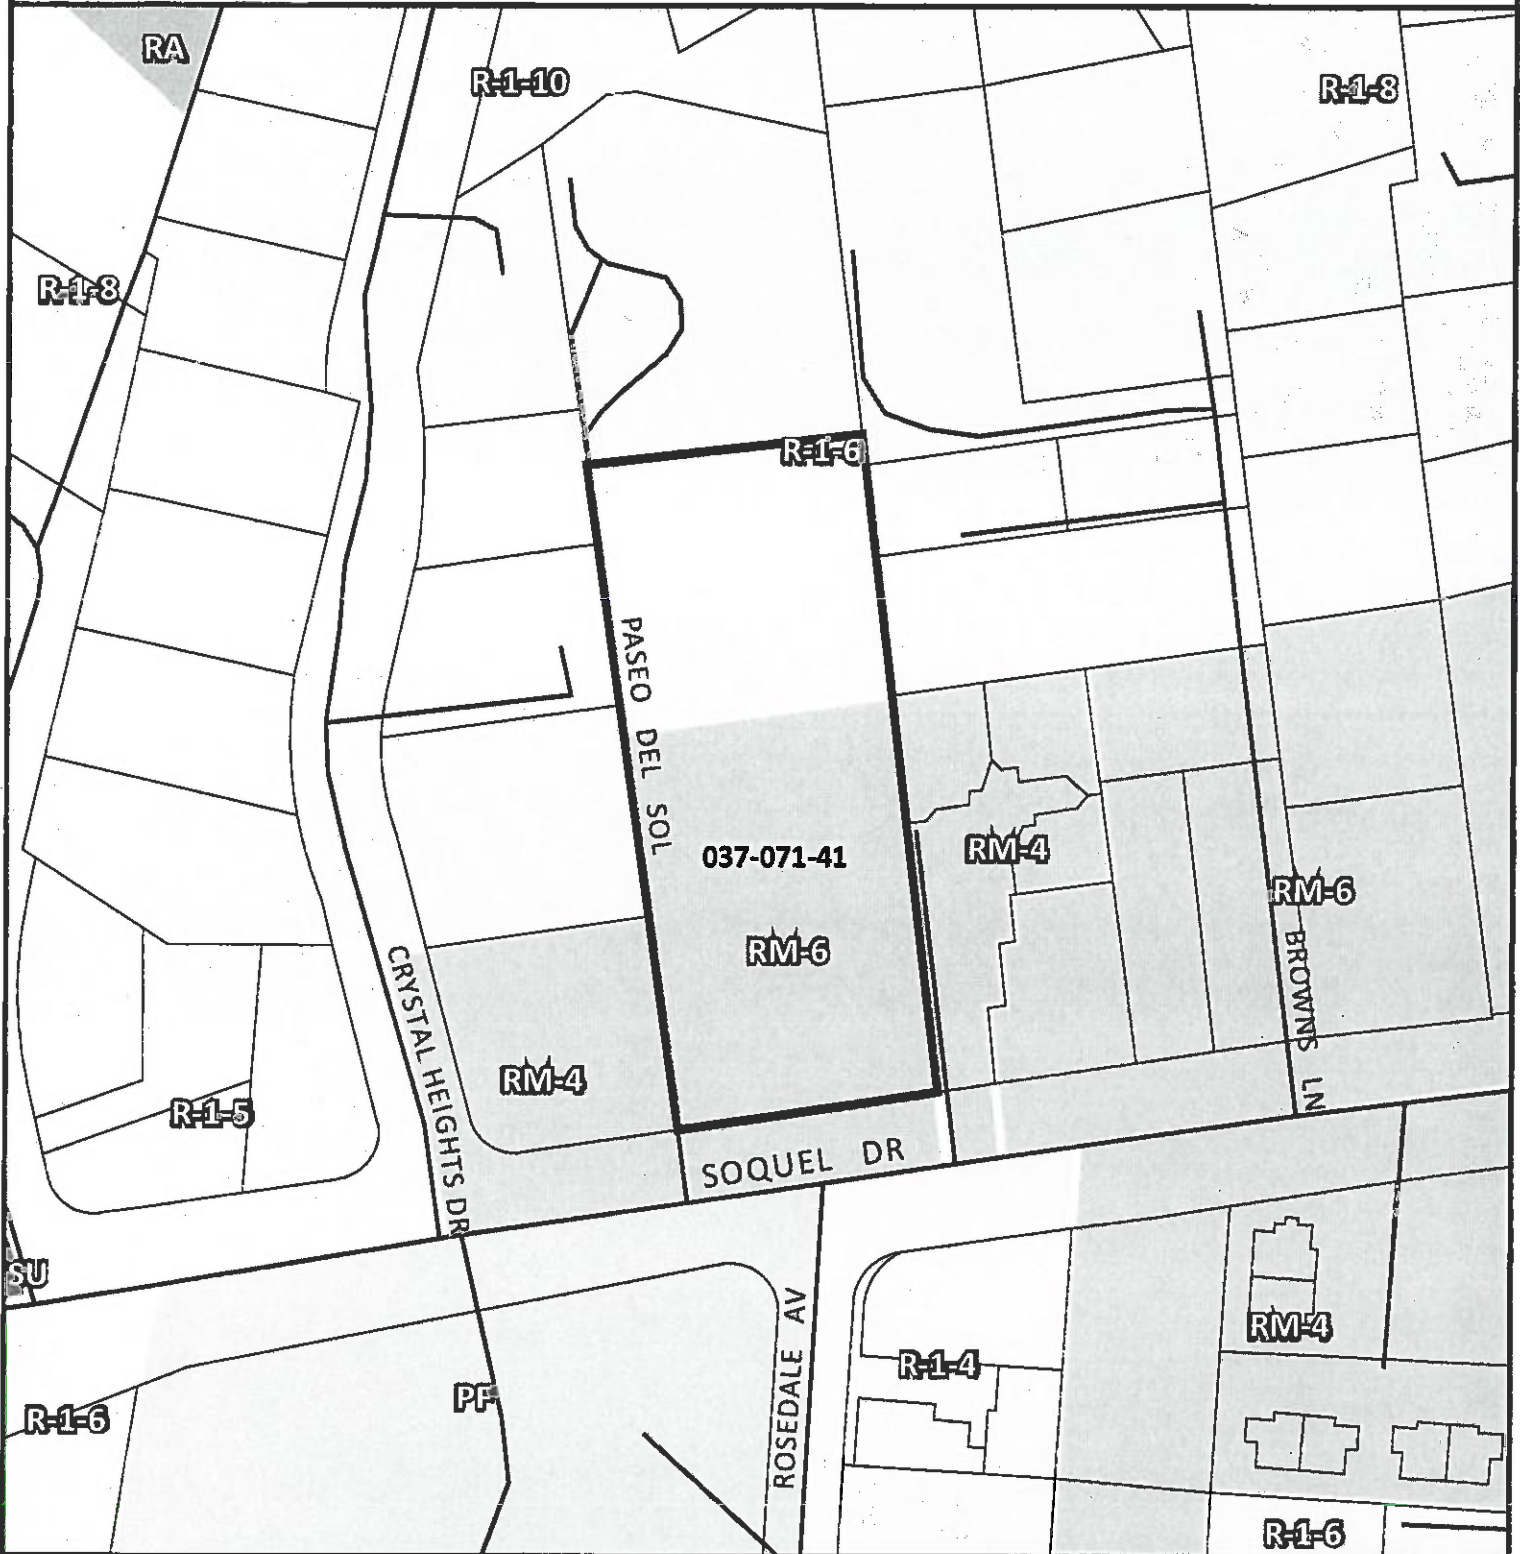 RA
R-1-10
R-1-8
R-1-8
R-1-6
PASEO DEL SOL
037-071-41
RM-4
RM-6
RM-6
BROWNS LN
CRYSTAL HEIGHTS DR
RM-4
R-1-5
SOQUEL DR
SU
ROSEDALE AV
RM-4
R-1-4
PF
R-1-6
R-1-6